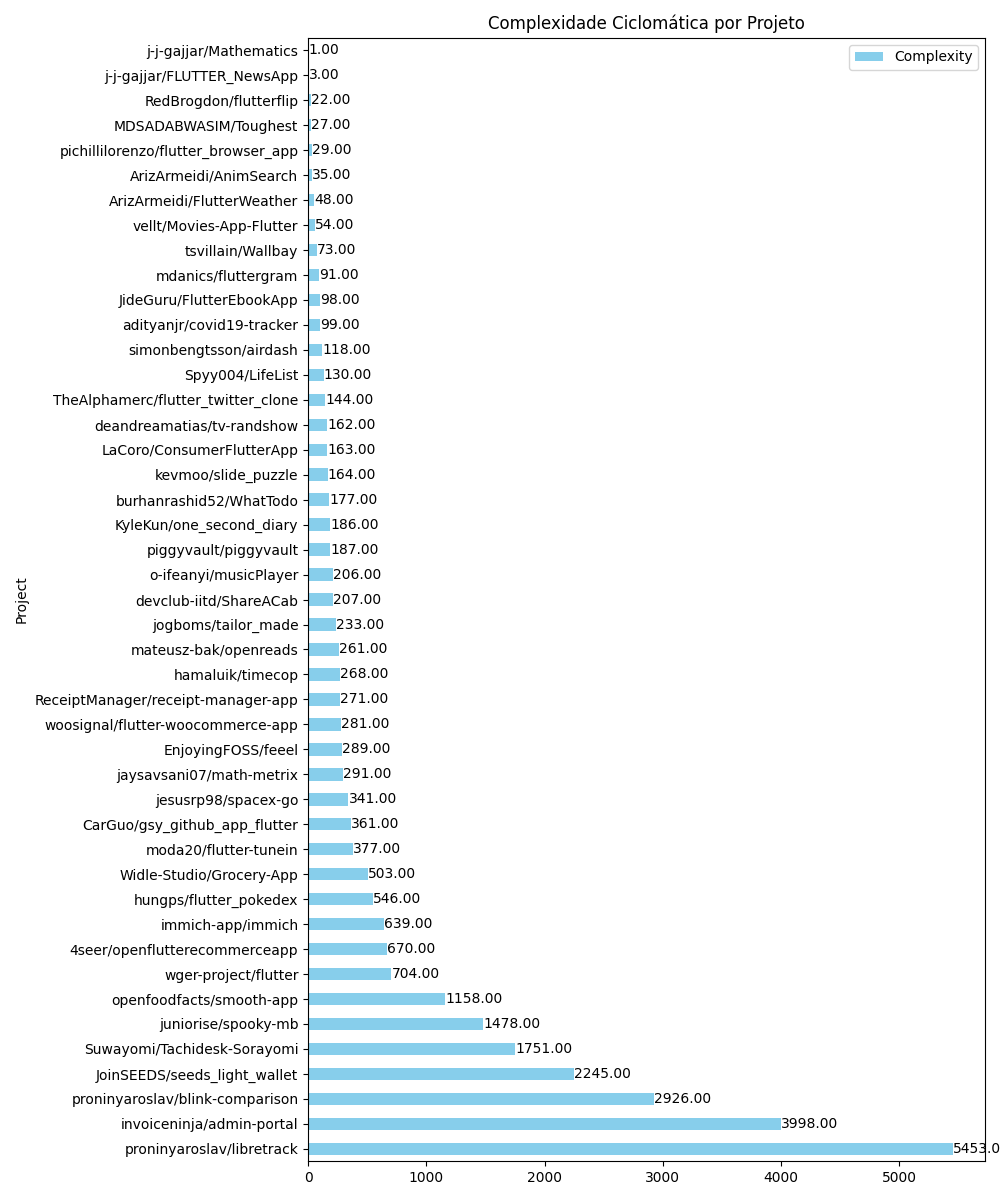 Complexidade Ciclomática por Projeto
Complexity
j-j-gajjar/Mathematics 1.00
j-j-gajjar/FLUTTER_NewsApp 3.00
RedBrogdon/flutterflip 22.00
MDSADABWASIM/Toughest 27.00
pichillilorenzo/flutter_browser_app 29.00
ArizArmeidi/AnimSearch 35.00
ArizArmeidi/FlutterWeather 48.00
vellt/Movies-App-Flutter 54.00
tsvillain/Wallbay 73.00
mdanics/fluttergram 91.00
JideGuru/FlutterEbookApp 98.00
adityanjr/covid19-tracker 99.00
simonbengtsson/airdash 118.00
Spyy004/LifeList 130.00
TheAlphamerc/flutter_twitter_clone 144.00
deandreamatias/tv-randshow 162.00
LaCoro/ConsumerFlutterApp 163.00
kevmoo/slide_puzzle 164.00
burhanrashid52/WhatTodo 177.00
KyleKun/one_second_diary 186.00
piggyvault/piggyvault 187.00
o-ifeanyi/musicPlayer 206.00
devclub-iitd/ShareACab 207.00
jogboms/tailor_made 233.00
mateusz-bak/openreads 261.00
hamaluik/timecop 268.00
ReceiptManager/receipt-manager-app 271.00
woosignal/flutter-woocommerce-app 281.00
EnjoyingFOSS/feeel 289.00
jaysavsani07/math-metrix 291.00
jesusrp98/spacex-go 341.00
CarGuo/gsy_github_app_flutter 361.00
moda20/flutter-tunein 377.00
Widle-Studio/Grocery-App 503.00
hungps/flutter_pokedex 546.00
immich-app/immich 639.00
4seer/openflutterecommerceapp 670.00
wger-project/flutter 704.00
openfoodfacts/smooth-app 1158.00
juniorise/spooky-mb 1478.00
Suwayomi/Tachidesk-Sorayomi 1751.00
JoinSEEDS/seeds_light_wallet 2245.00
proninyaroslav/blink-comparison 2926.00
invoiceninja/admin-portal 3998.00
proninyaroslav/libretrack 5453.0
Project
0 1000 2000 3000 4000 5000